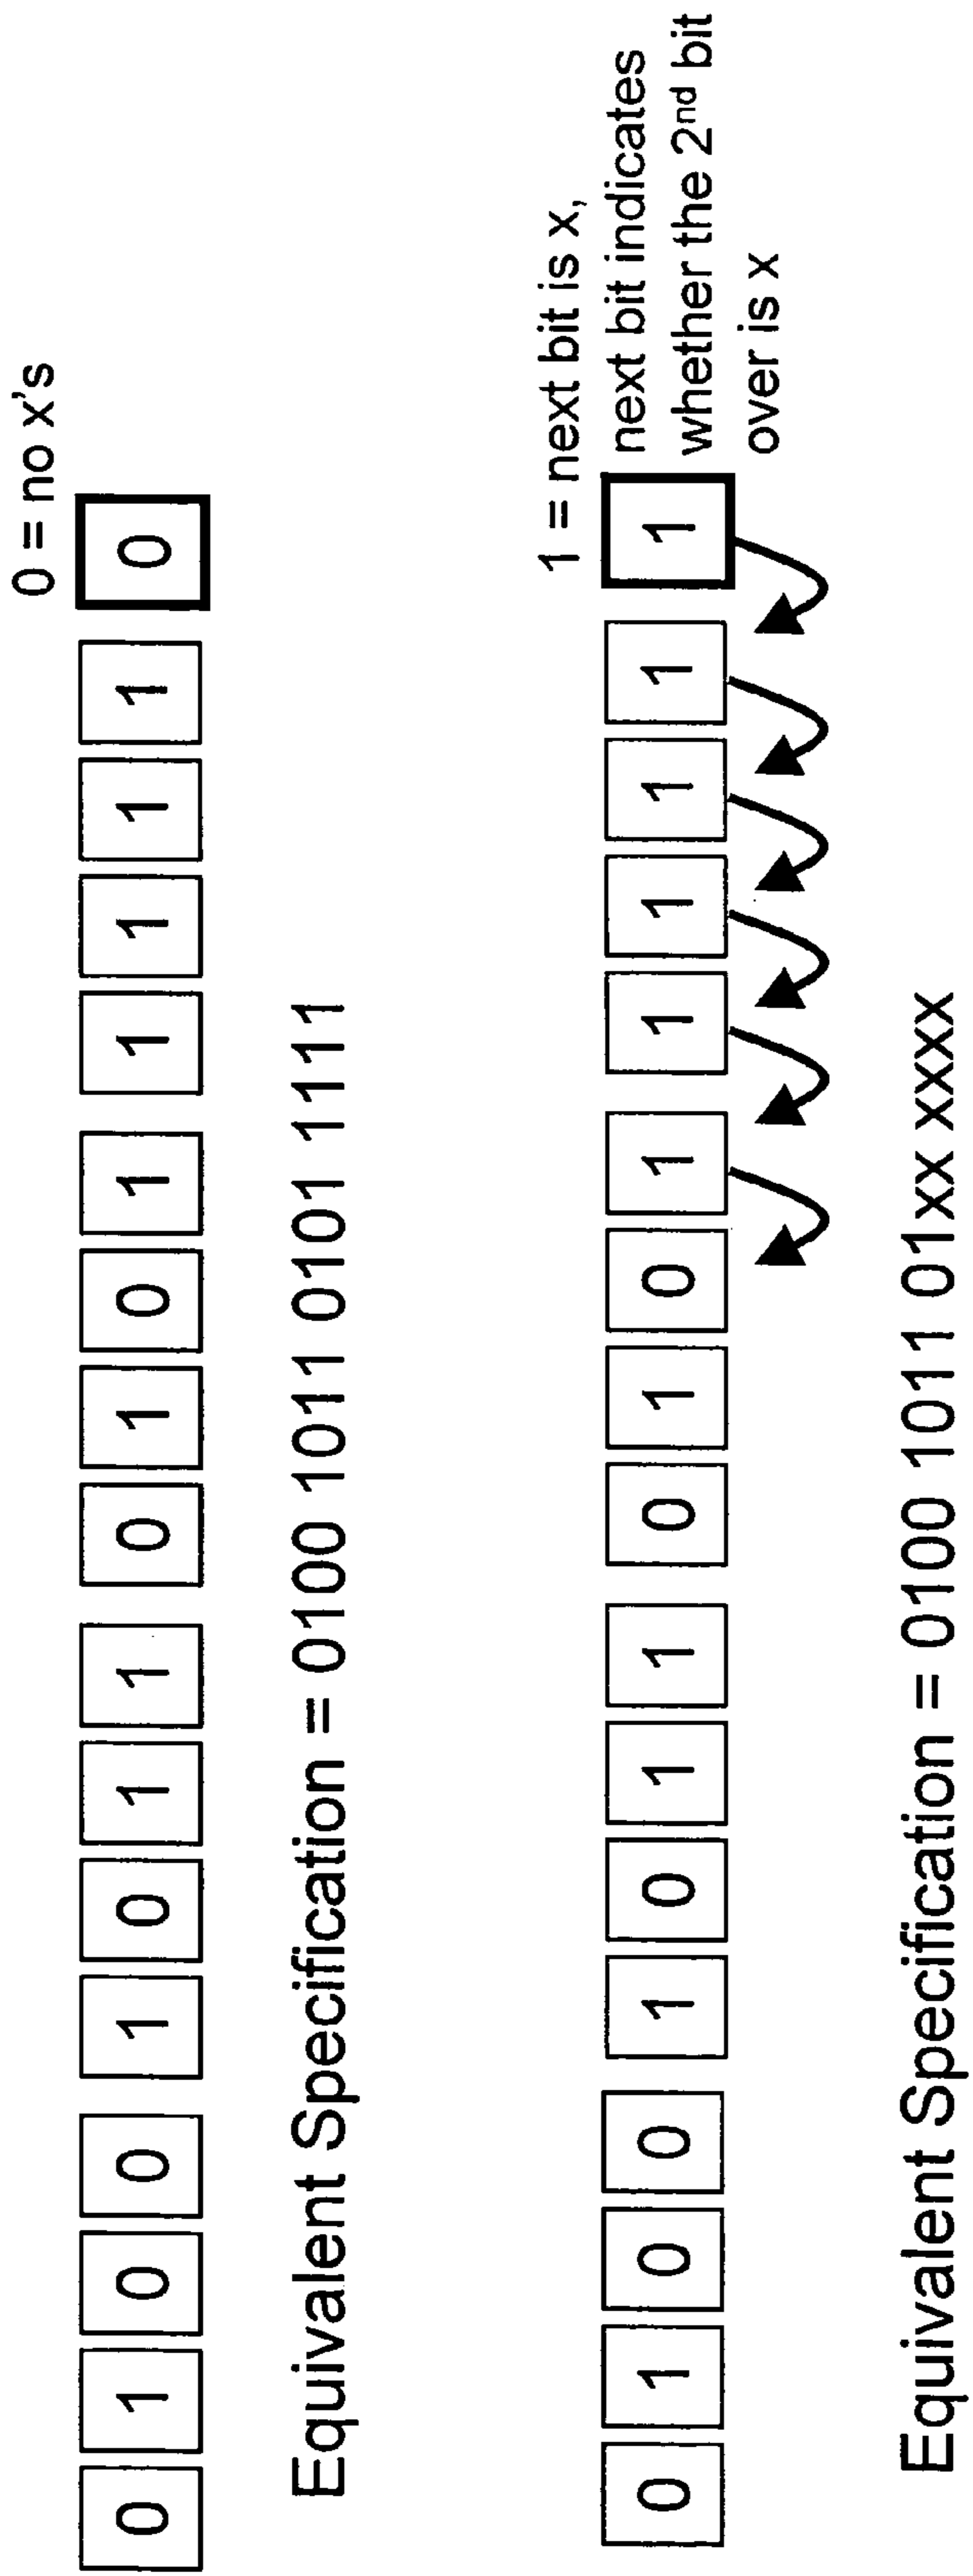 0 = no x's
0 1 0 0 1 0 1 1 0 1 0 1 1 1 1 1 0
Equivalent Specification = 0100 1011 0101 1111
1 = next bit is x,
next bit indicates
whether the 2nd bit
over is x
0 1 0 0 1 0 1 1 0 1 0 1 1 1 1 1 1
Equivalent Specification = 0100 1011 01xx xxxx